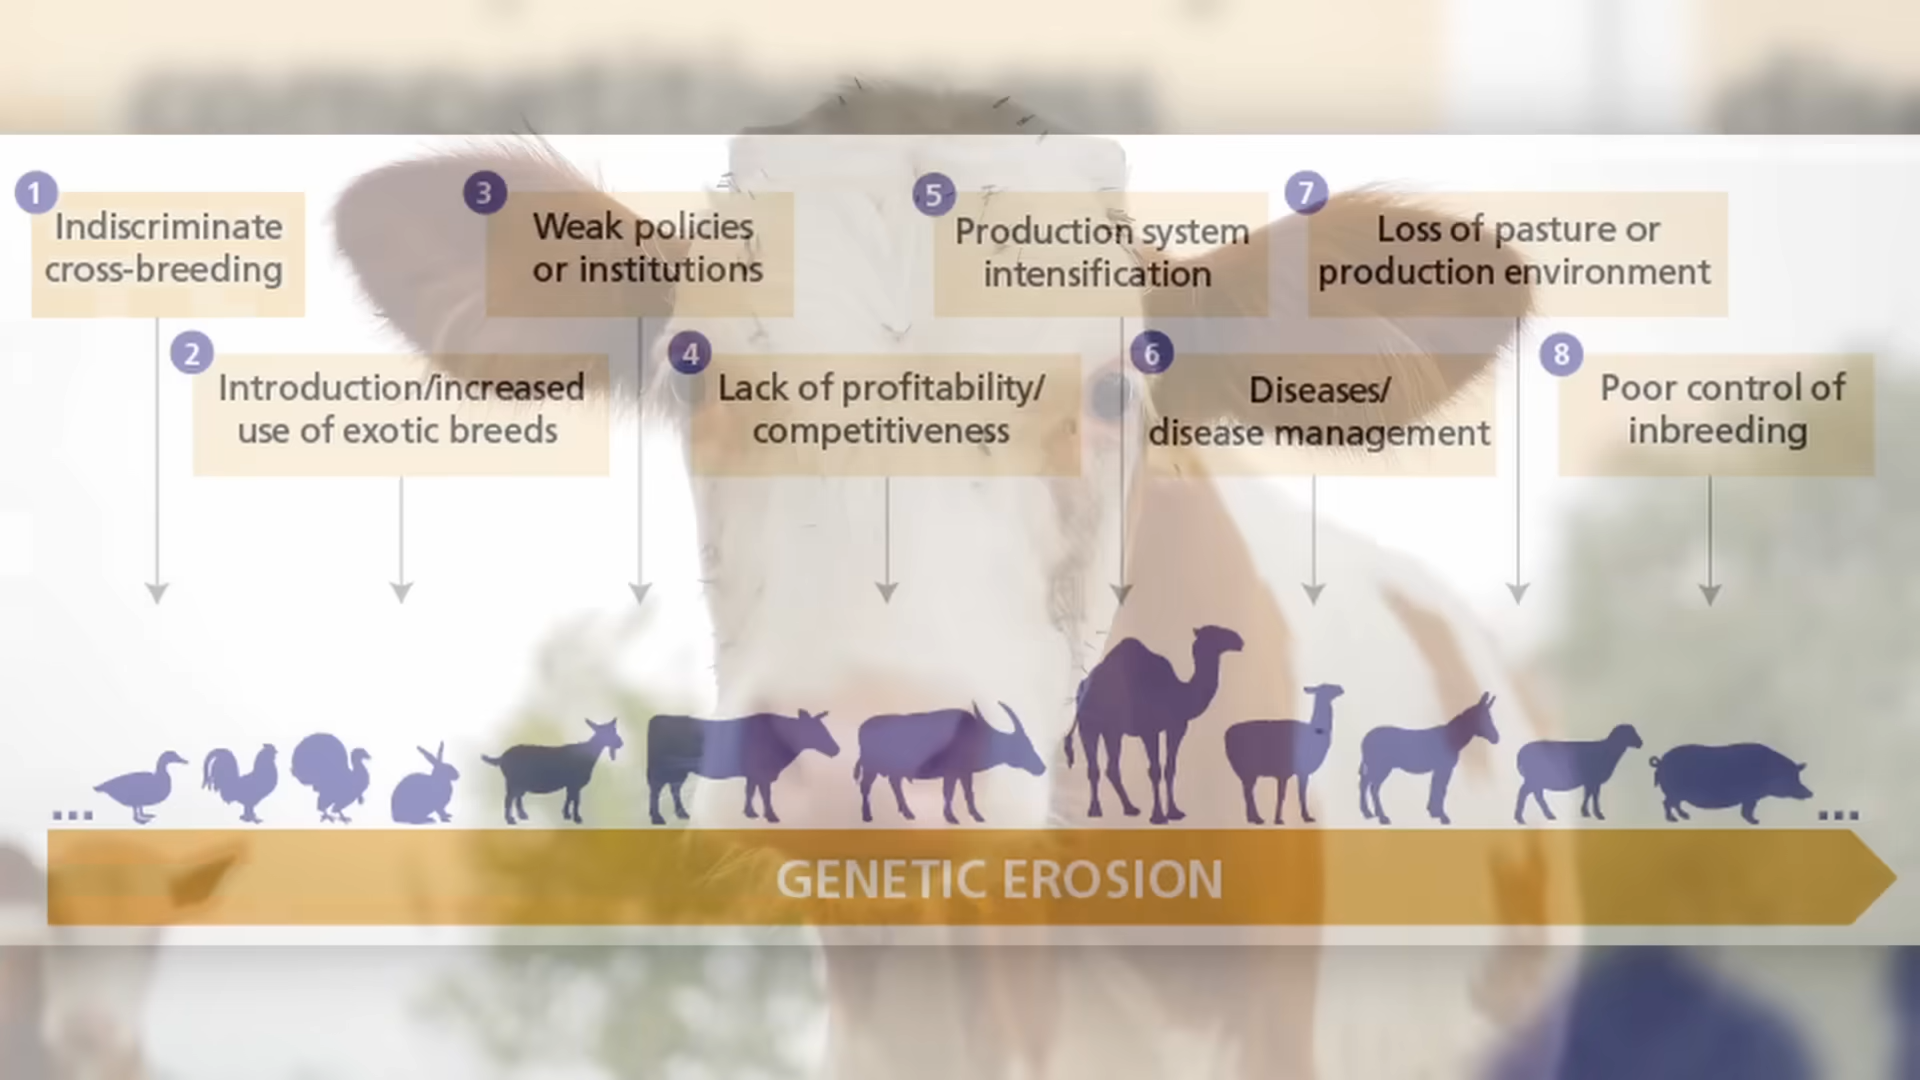 1
Indiscriminate
cross-breeding
2
Introduction/increased
use of exotic breeds
3
Weak policies
or institutions
4
Lack of profitability/
competitiveness
5
Production system
intensification
6
Diseases/
disease management
7
Loss of pasture or
production environment
8
Poor control of
inbreeding
...
...
GENETIC EROSION